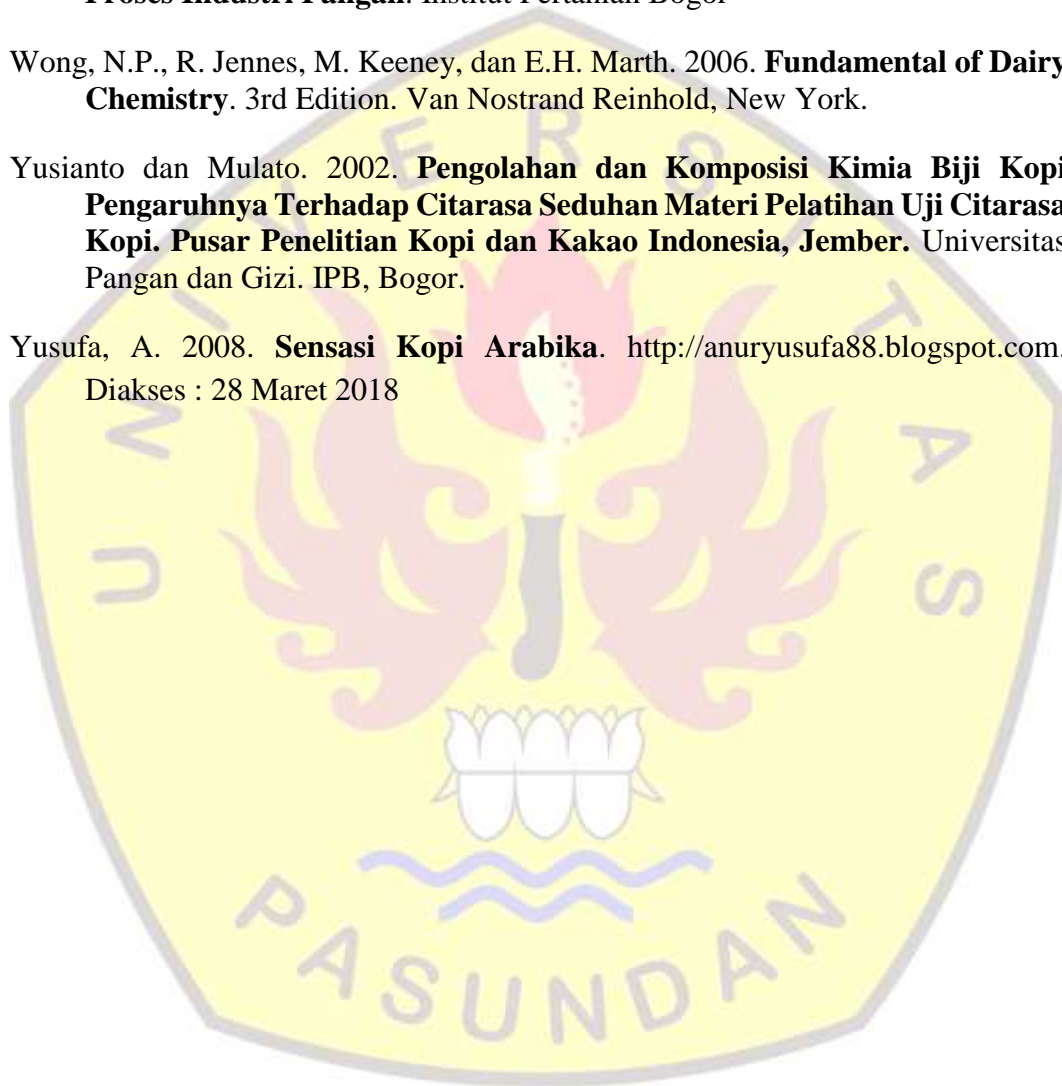 Proses Industri Pangan. Institut Pertanian Bogor
Wong, N.P., R. Jennes, M. Keeney, dan E.H. Marth. 2006. Fundamental of Dairy
Chemistry. 3rd Edition. Van Nostrand Reinhold, New York.
Yusianto dan Mulato. 2002. Pengolahan dan Komposisi Kimia Biji Kopi
Pengaruhnya Terhadap Citarasa Seduhan Materi Pelatihan Uji Citarasa
Kopi. Pusar Penelitian Kopi dan Kakao Indonesia, Jember. Universitas
Pangan dan Gizi. IPB, Bogor.
Yusufa, A. 2008. Sensasi Kopi Arabika. http://anuryusufa88.blogspot.com.
Diakses : 28 Maret 2018
UNIVERSITAS
PASUNDAN